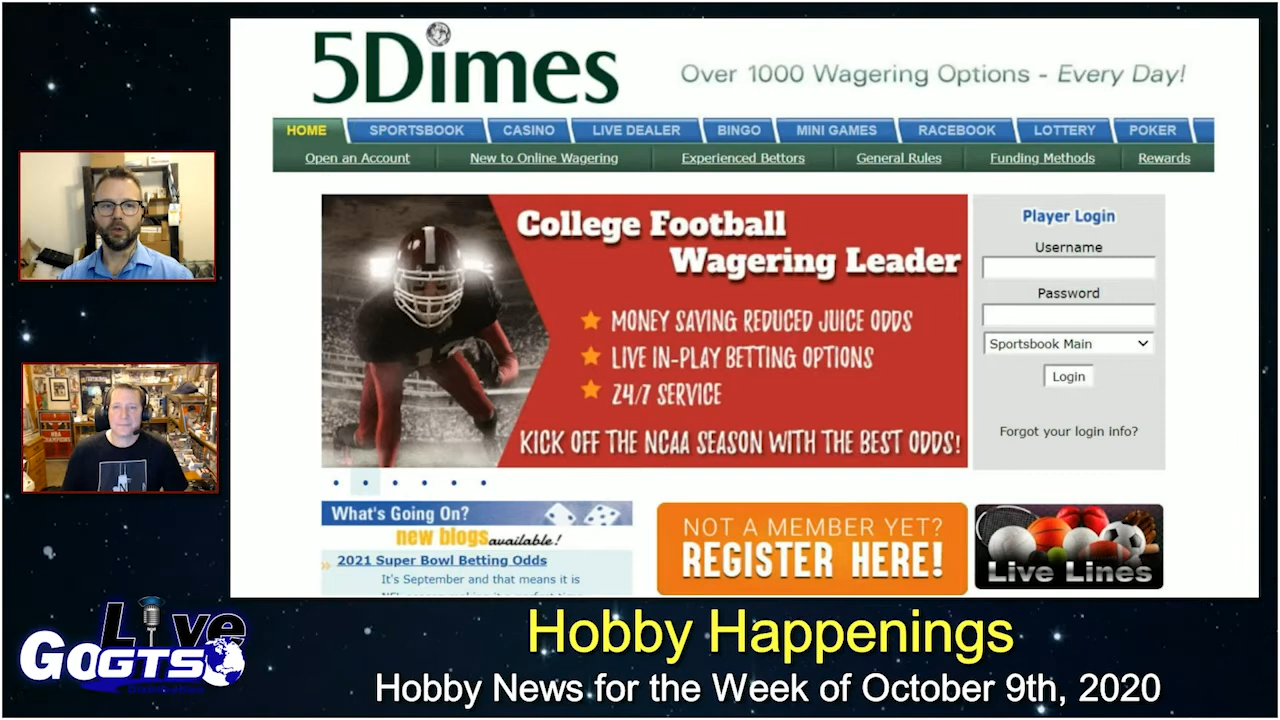 5Dimes
Over 1000 Wagering Options - Every Day!
HOME SPORTSBOOK CASINO LIVE DEALER BINGO MINI GAMES RACEBOOK LOTTERY POKER
Open an Account New to Online Wagering Experienced Bettors General Rules Funding Methods Rewards
College Football
Wagering Leader
MONEY SAVING REDUCED JUICE ODDS
LIVE IN-PLAY BETTING OPTIONS
24/7 SERVICE
KICK OFF THE NCAA SEASON WITH THE BEST ODDS!
Player Login
Username
Password
Sportsbook Main
Login
Forgot your login info?
What's Going On?
new blogs available!
2021 Super Bowl Betting Odds
It's September and that means it is
NOT A MEMBER YET?
REGISTER HERE!
Live Lines
Live
GoGTS
Hobby Happenings
Hobby News for the Week of October 9th, 2020